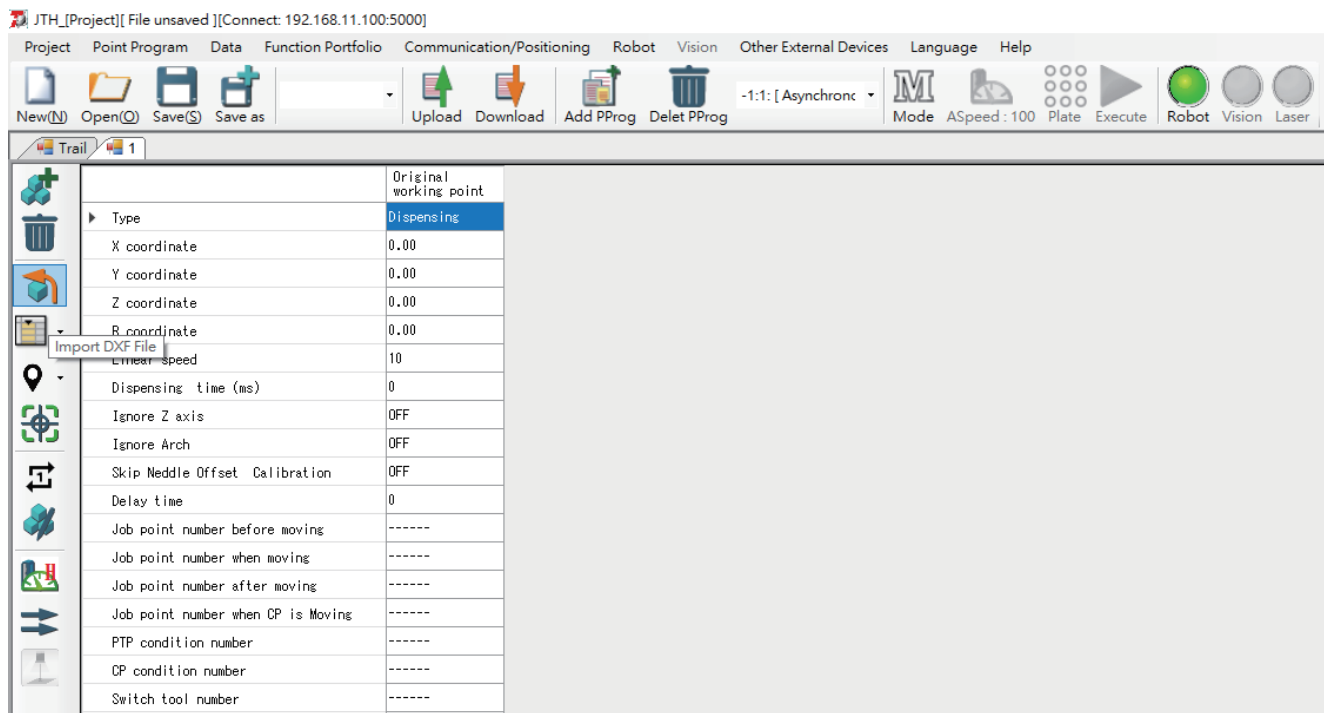 JTH_[Project][ File unsaved ][Connect: 192.168.11.100:5000]
Project Point Program Data Function Portfolio Communication/Positioning Robot Vision Other External Devices Language Help
New(N) Open(O) Save(S) Save as Upload Download Add PProg Delet PProg -1:1: [ Asynchronc Mode ASpeed : 100 Plate Execute Robot Vision Laser
Trail 1
Original
working point
Type Dispensing
X coordinate 0.00
Y coordinate 0.00
Z coordinate 0.00
R coordinate 0.00
Import DXF File
Linear speed 10
Dispensing time (ms) 0
Ignore Z axis OFF
Ignore Arch OFF
Skip Neddle Offset Calibration OFF
Delay time 0
Job point number before moving ------
Job point number when moving ------
Job point number after moving ------
Job point number when CP is Moving ------
PTP condition number ------
CP condition number ------
Switch tool number ------